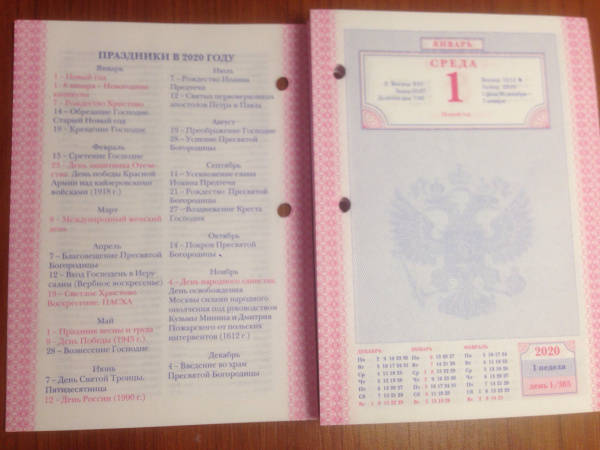 ПРАЗДНИКИ В 2020 ГОДУ
Январь
1 – Новый год
1 – 8 января – Новогодние
каникулы
7 – Рождество Христово
14 – Обрезание Господне.
Старый Новый год
19 – Крещение Господне
Февраль
15 – Сретение Господне
23 – День защитника Отече-
ства. День победы Красной
Армии над кайзеровскими
войсками (1918 г.)
Март
8 – Международный женский
день
Апрель
7 – Благовещение Пресвятой
Богородицы
12 – Вход Господень в Иеру-
салим (Вербное воскресенье)
19 – Светлое Христово
Воскресение. ПАСХА
Май
1 – Праздник весны и труда
9 – День Победы (1945 г.)
28 – Вознесение Господне
Июнь
7 – День Святой Троицы.
Пятидесятница
12 – День России (1990 г.)
Июль
7 – Рождество Иоанна
Предтечи
12 – Святых первоверховных
апостолов Петра и Павла
Август
19 – Преображение Господне
28 – Успение Пресвятой
Богородицы
Сентябрь
11 – Усекновение главы
Иоанна Предтечи
21 – Рождество Пресвятой
Богородицы
27 – Воздвижение Креста
Господня
Октябрь
14 – Покров Пресвятой
Богородицы
Ноябрь
4 – День народного единства.
День освобождения
Москвы силами народного
ополчения под руководством
Кузьмы Минина и Дмитрия
Пожарского от польских
интервентов (1612 г.)
Декабрь
4 – Введение во храм
Пресвятой Богородицы
ЯНВАРЬ
СРЕДА
1
Новый год
ДЕКАБРЬ ЯНВАРЬ ФЕВРАЛЬ
2020
1 неделя
день 1/365